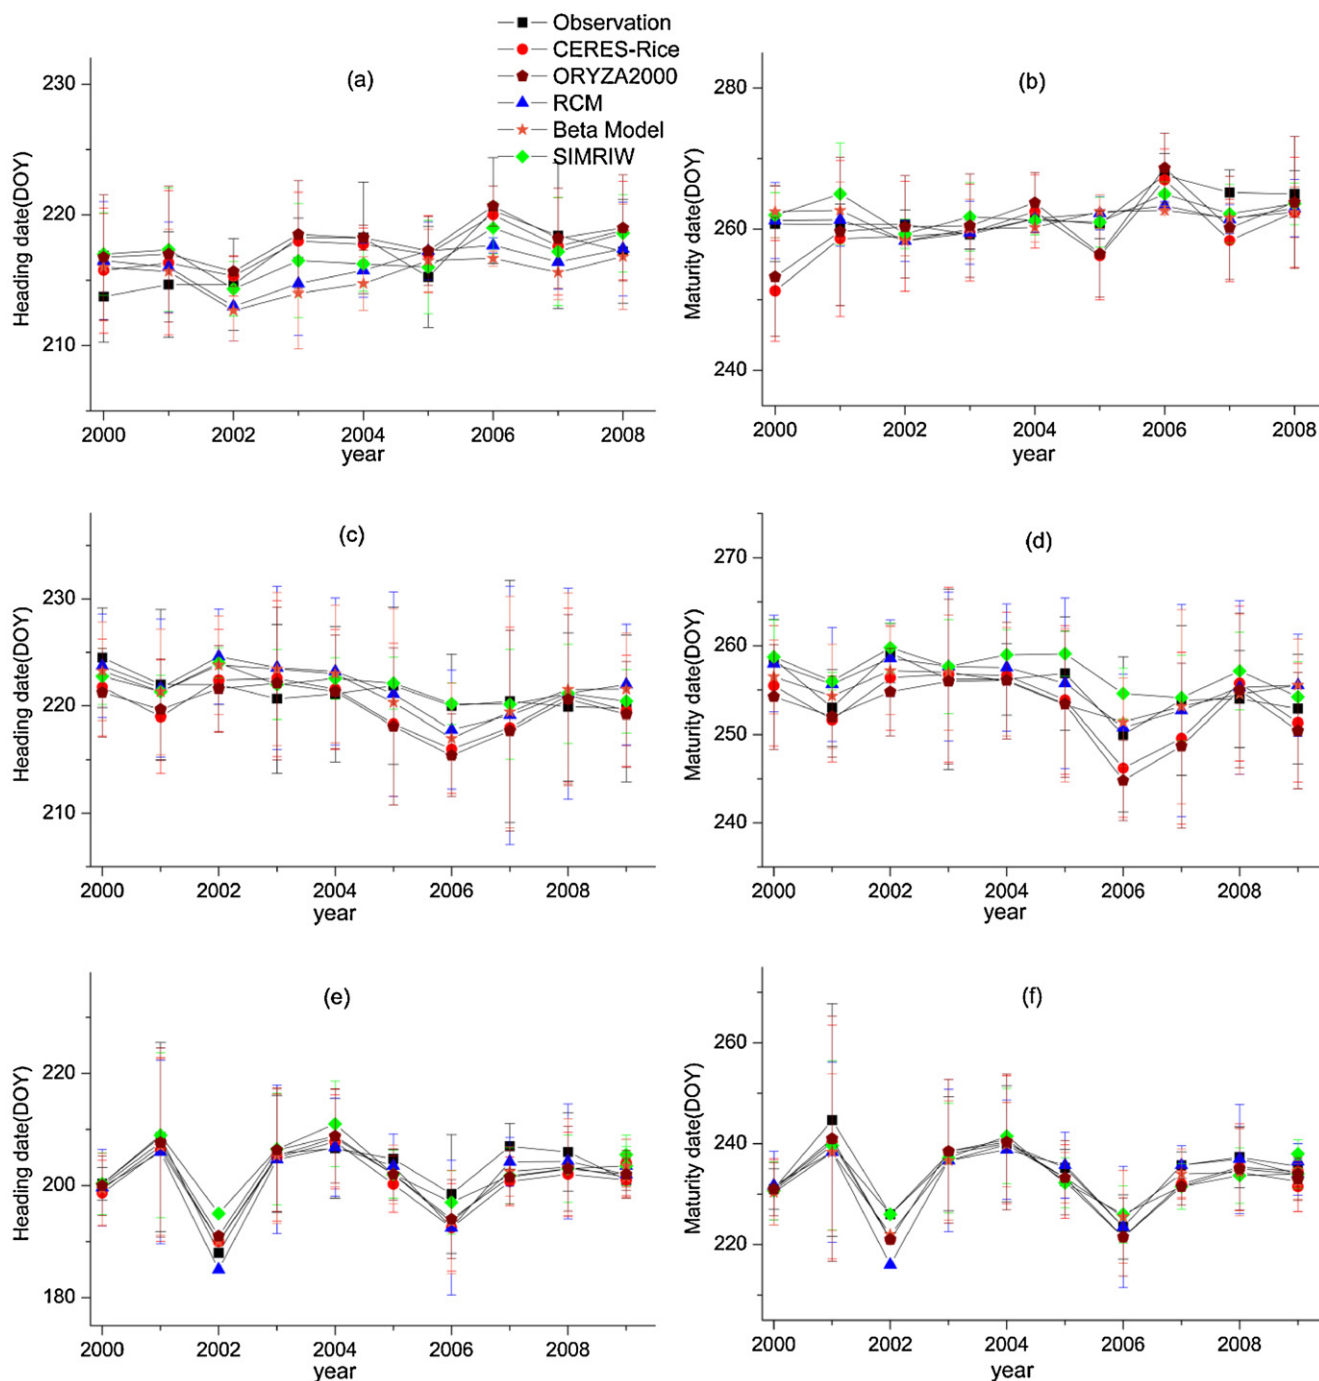 Observation
CERES-Rice
ORYZA2000
RCM
Beta Model
SIMRIW
(a)
Heading date(DOY)
230
220
210
2000 2002 2004 2006 2008
year
(b)
Maturity date(DOY)
280
260
240
2000 2002 2004 2006 2008
year
(c)
Heading date(DOY)
230
220
210
2000 2002 2004 2006 2008
year
(d)
Maturity date(DOY)
270
260
250
240
2000 2002 2004 2006 2008
year
(e)
Heading date(DOY)
220
200
180
2000 2002 2004 2006 2008
year
(f)
Maturity date(DOY)
260
240
220
2000 2002 2004 2006 2008
year